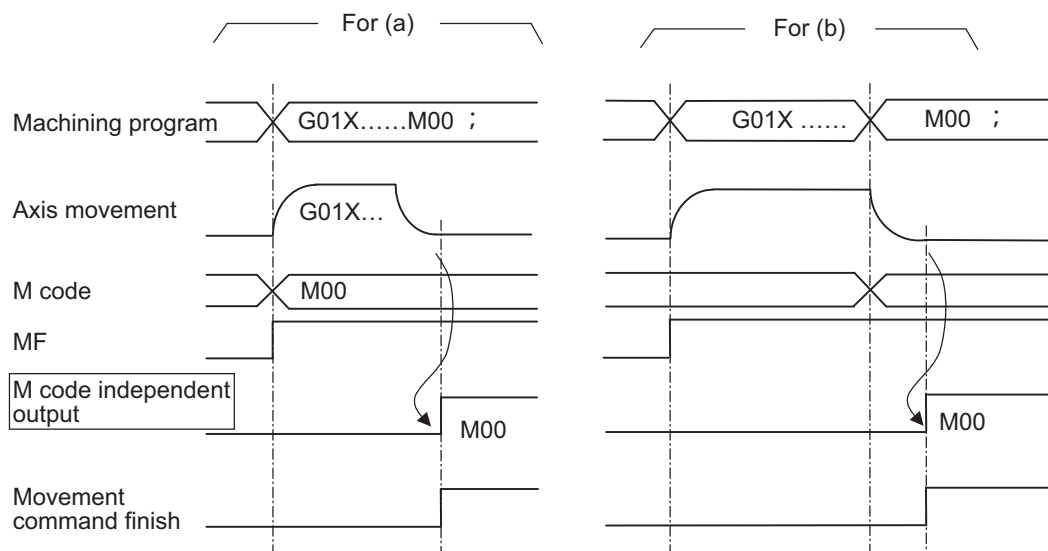 For (a)
For (b)
Machining program
G01X......M00 ;
G01X ......
M00 ;
Axis movement
G01X...
M code
M00
MF
M code independent
output
M00
M00
Movement
command finish